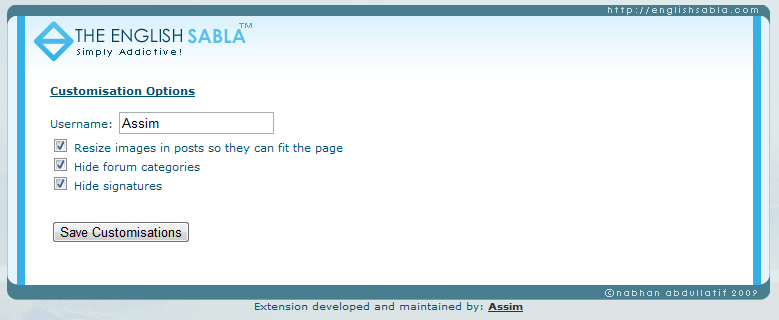 http://englishsabla.com
THE ENGLISH SABLA™
Simply Addictive!
Customisation Options
Username: Assim
Resize images in posts so they can fit the page
Hide forum categories
Hide signatures
Save Customisations
©nabhan abdullatif 2009
Extension developed and maintained by: Assim